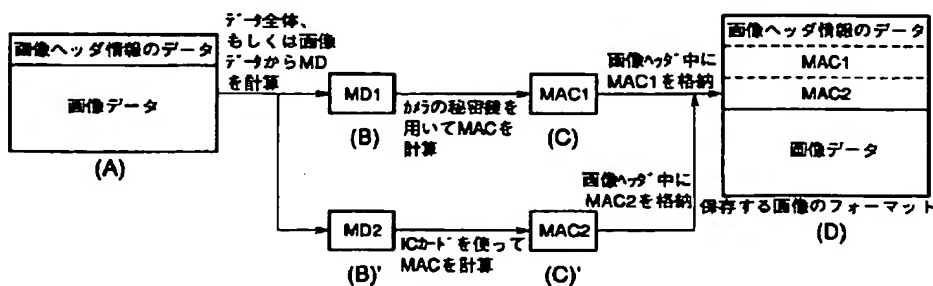 画像ヘッダ情報のデータ
画像データ
(A)
データ全体、
もしくは画像
データからMD
を計算
MD1
(B)
カメラの秘密鍵を
用いてMACを
計算
MAC1
(C)
画像ヘッダ中に
MAC1を格納
MD2
(B)'
ICカードを使って
MACを計算
MAC2
(C)'
画像ヘッダ中に
MAC2を格納
画像ヘッダ情報のデータ
MAC1
MAC2
画像データ
保存する画像のフォーマット
(D)